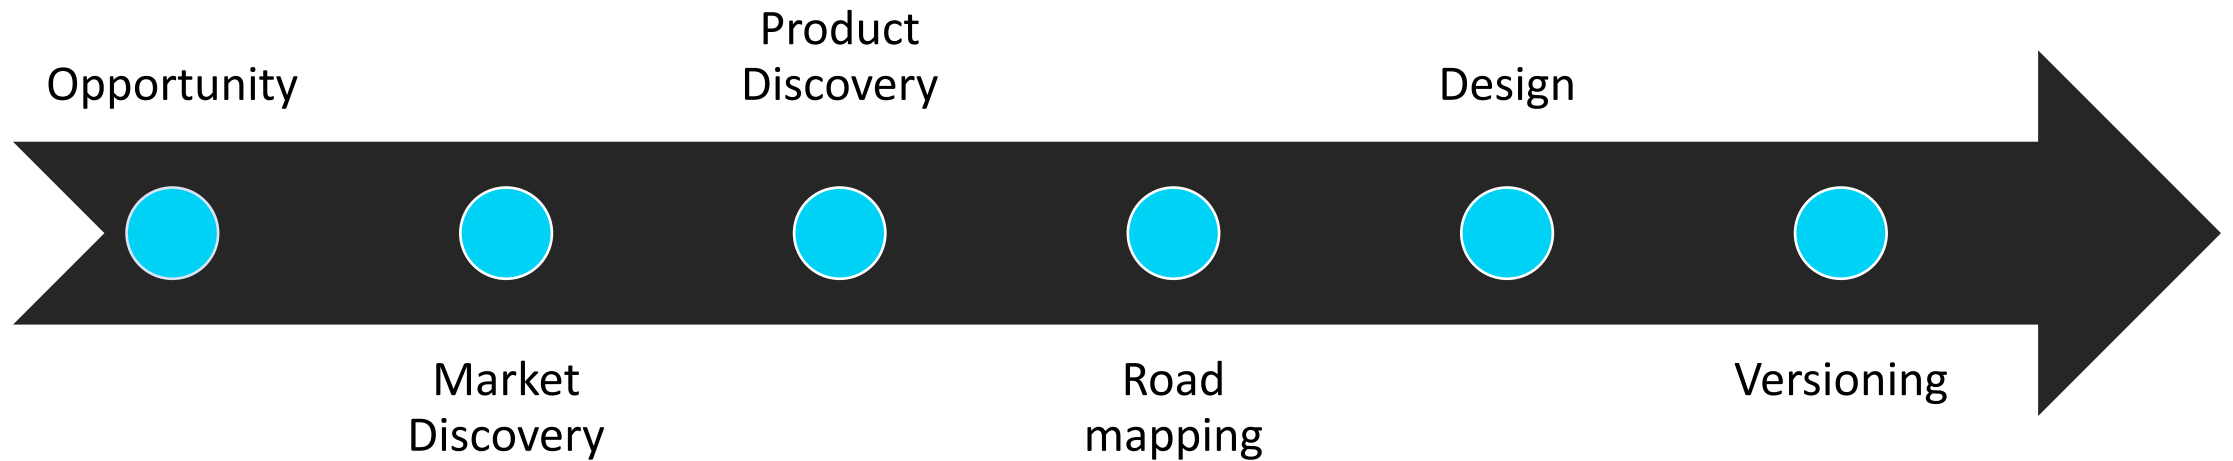 Opportunity
Market
Discovery
Product
Discovery
Road
mapping
Design
Versioning